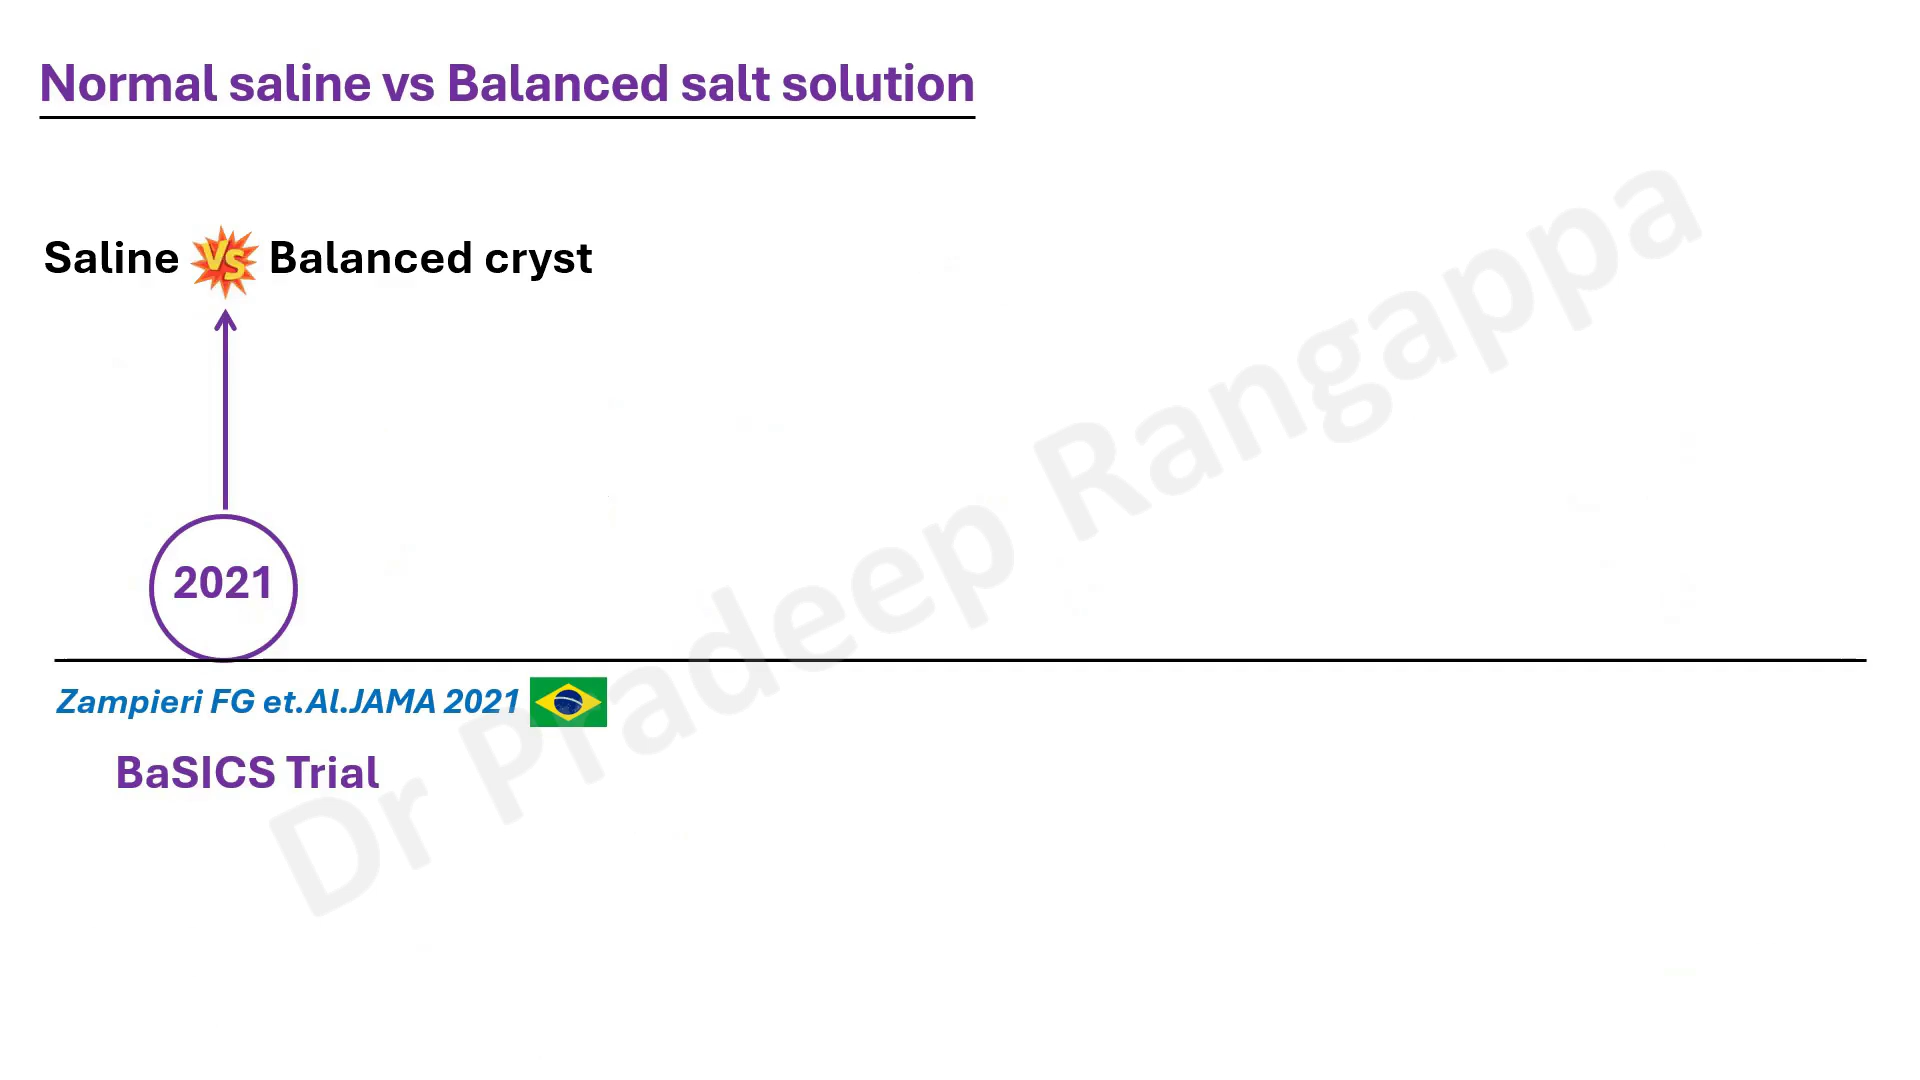 Normal saline vs Balanced salt solution
Saline VS Balanced cryst
2021
Zampieri FG et.Al.JAMA 2021
BaSICS Trial
Dr Pradeep Rangappa